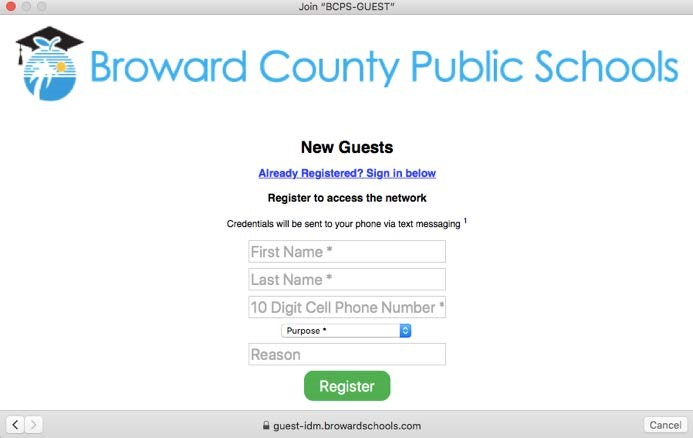 Join “BCPS-GUEST”
Broward County Public Schools
New Guests
Already Registered? Sign in below
Register to access the network
Credentials will be sent to your phone via text messaging 1
First Name *
Last Name *
10 Digit Cell Phone Number *
Purpose *
Reason
Register
guest-idm.browardschools.com
Cancel